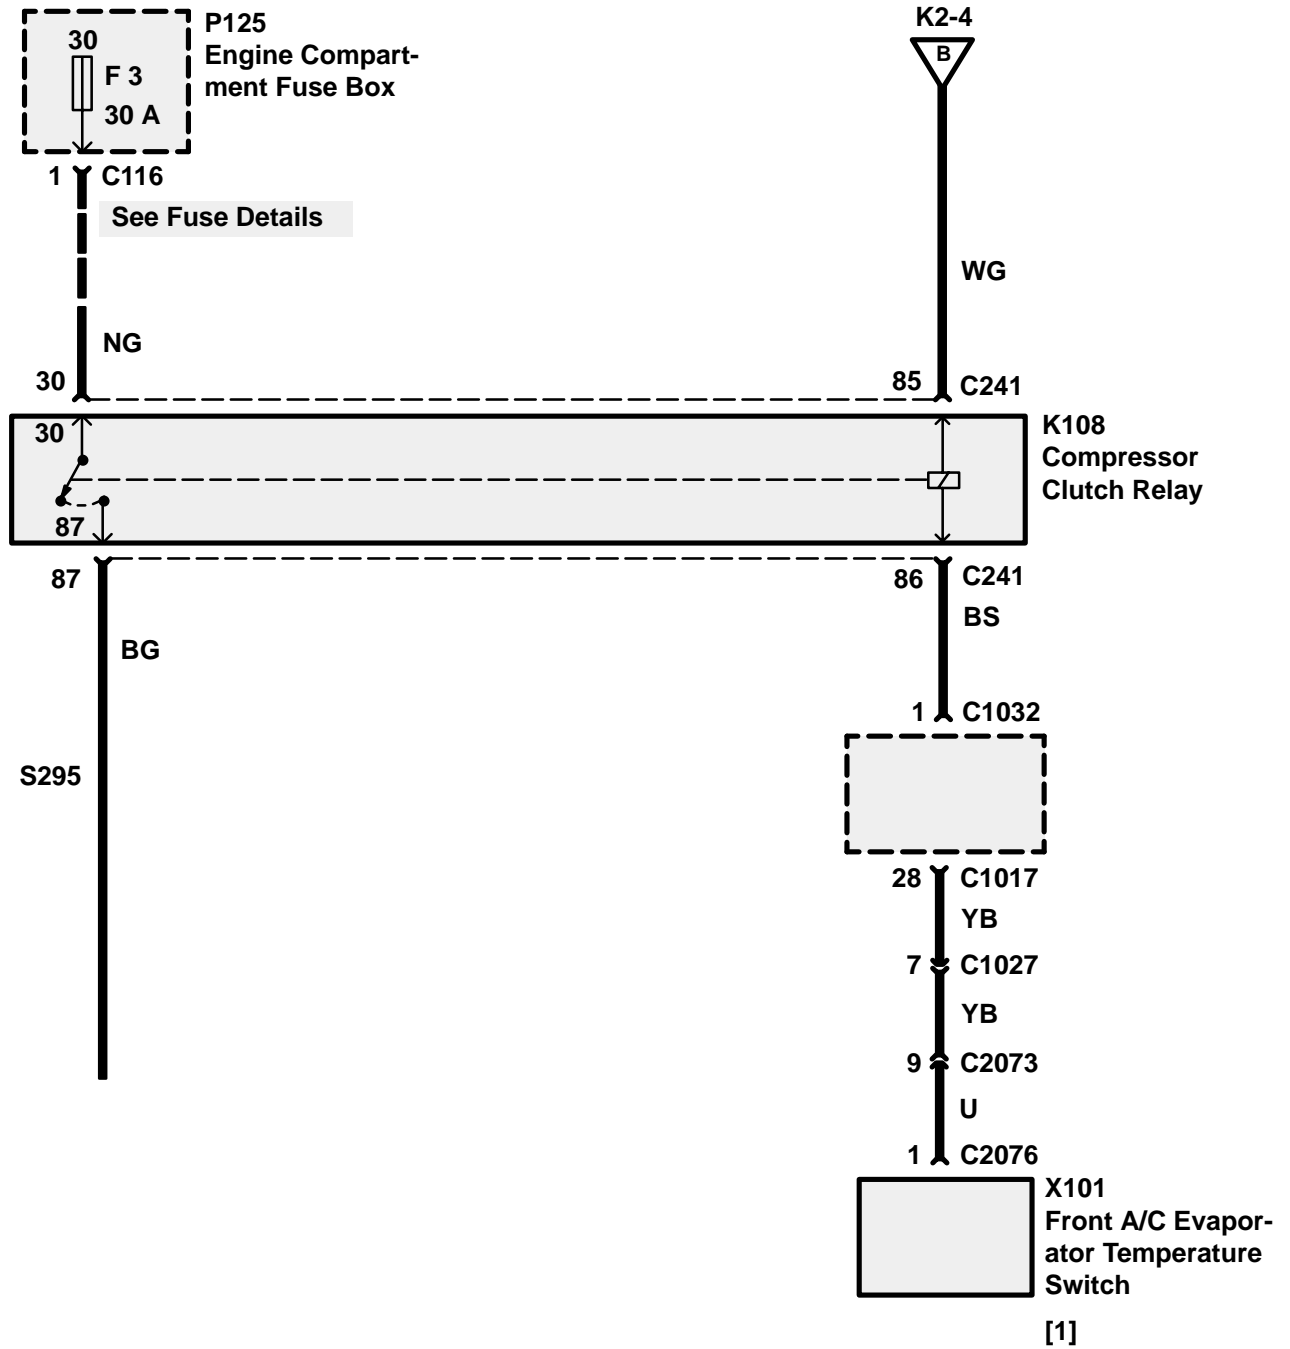 P125
Engine Compart-
ment Fuse Box
30
F 3
30 A
K2-4
B
1 C116
See Fuse Details
WG
NG
30
85 C241
30
87
K108
Compressor
Clutch Relay
87
86 C241
BS
BG
1 C1032
S295
28 C1017
YB
7 C1027
YB
9 C2073
U
1 C2076
X101
Front A/C Evapor-
ator Temperature
Switch
[1]